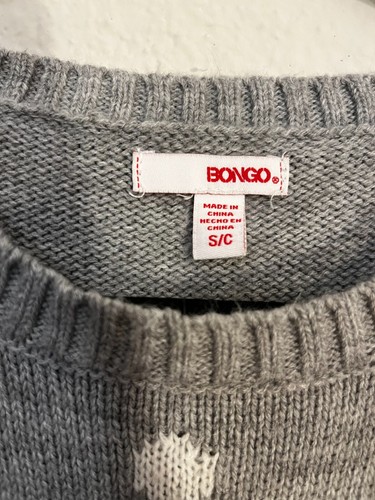 BONGO®
MADE IN
CHINA
HECHO EN
CHINA
S/C